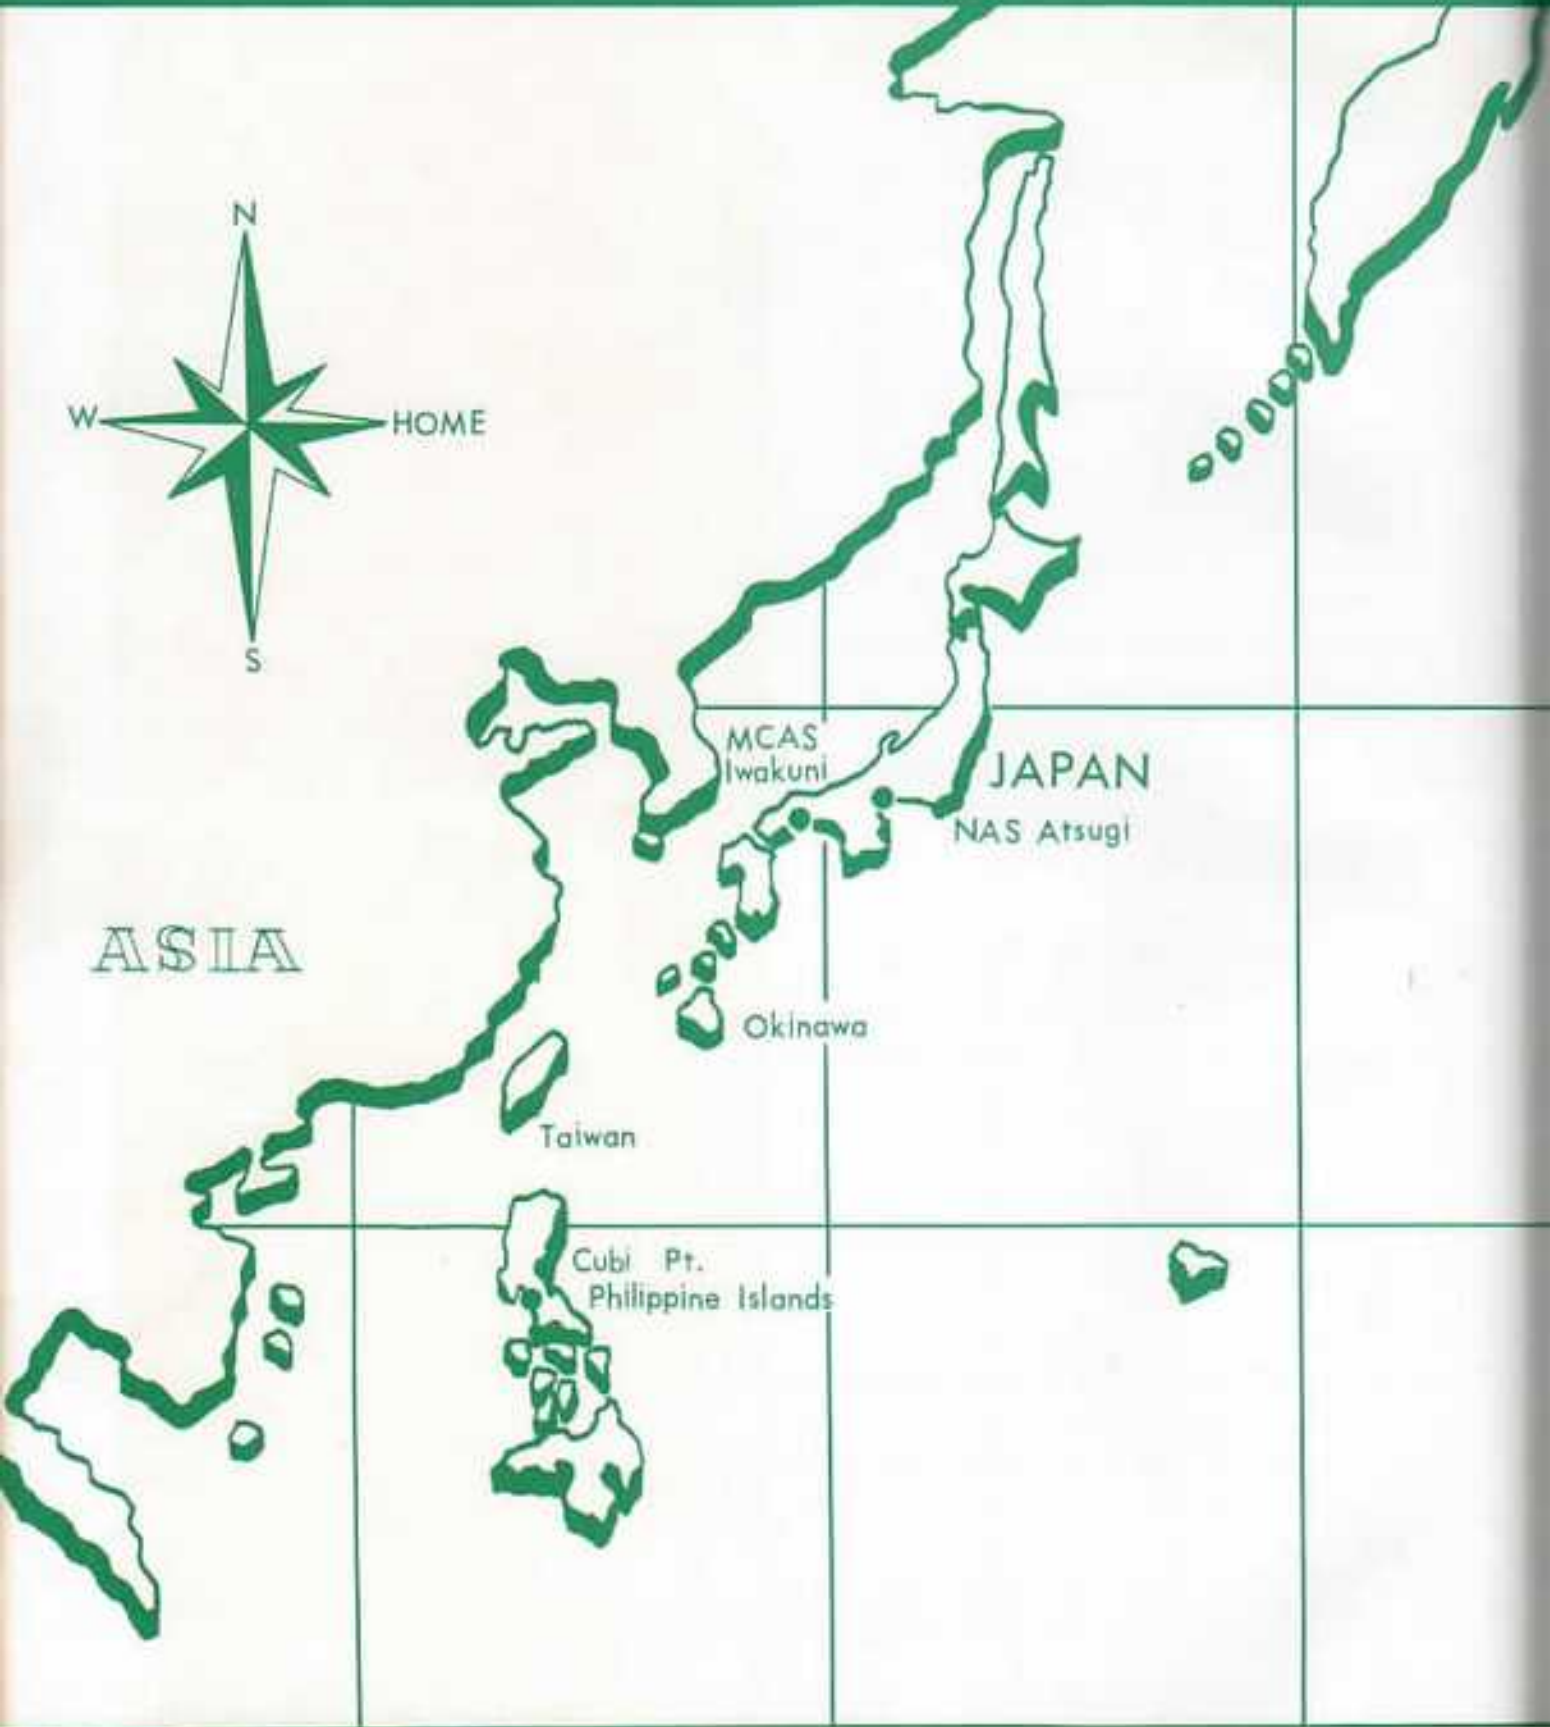 N
W
HOME
S
MCAS
Iwakuni
JAPAN
NAS Atsugi
ASIA
Okinawa
Taiwan
Cubi Pt.
Philippine Islands